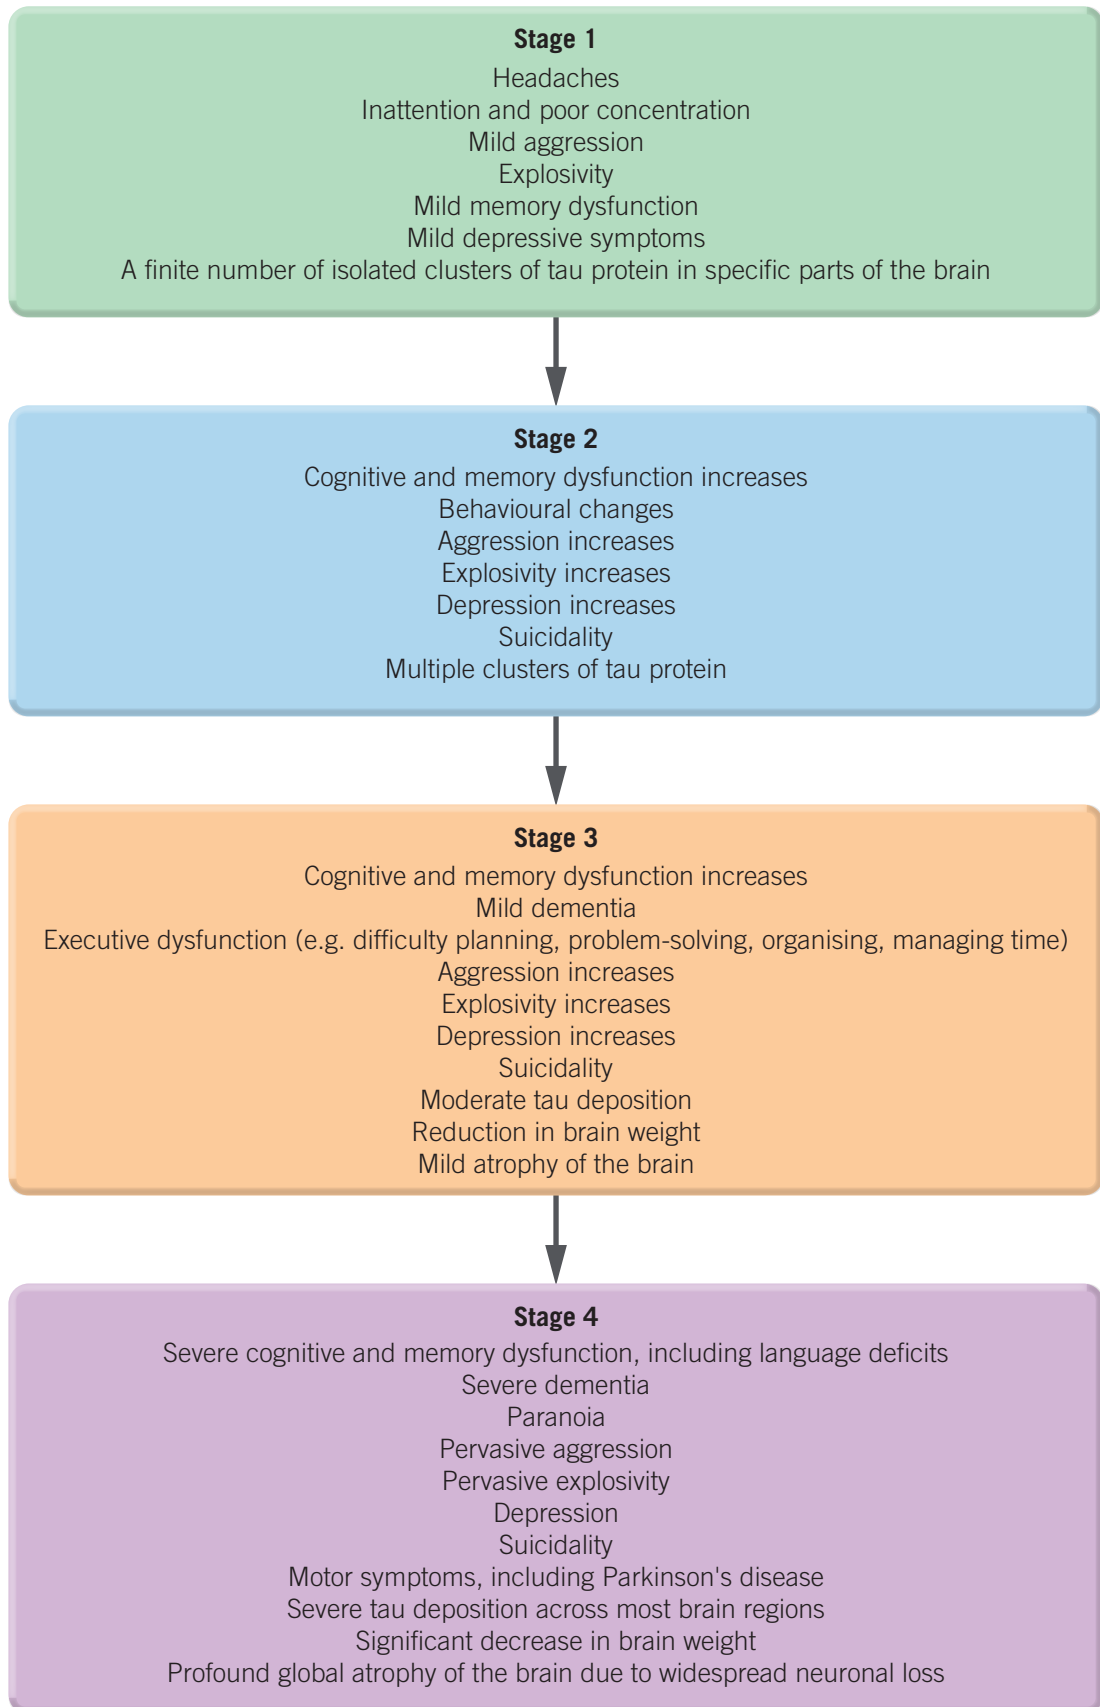 Stage 1
Headaches
Inattention and poor concentration
Mild aggression
Explosivity
Mild memory dysfunction
Mild depressive symptoms
A finite number of isolated clusters of tau protein in specific parts of the brain
Stage 2
Cognitive and memory dysfunction increases
Behavioural changes
Aggression increases
Explosivity increases
Depression increases
Suicidality
Multiple clusters of tau protein
Stage 3
Cognitive and memory dysfunction increases
Mild dementia
Executive dysfunction (e.g. difficulty planning, problem-solving, organising, managing time)
Aggression increases
Explosivity increases
Depression increases
Suicidality
Moderate tau deposition
Reduction in brain weight
Mild atrophy of the brain
Stage 4
Severe cognitive and memory dysfunction, including language deficits
Severe dementia
Paranoia
Pervasive aggression
Pervasive explosivity
Depression
Suicidality
Motor symptoms, including Parkinson's disease
Severe tau deposition across most brain regions
Significant decrease in brain weight
Profound global atrophy of the brain due to widespread neuronal loss